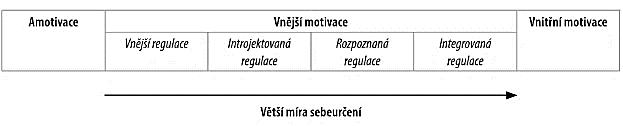 Amotivace
Vnější motivace
Vnitřní motivace
Vnější regulace
Introjektovaná
regulace
Rozpoznaná
regulace
Integrovaná
regulace
Větší míra sebeurčení